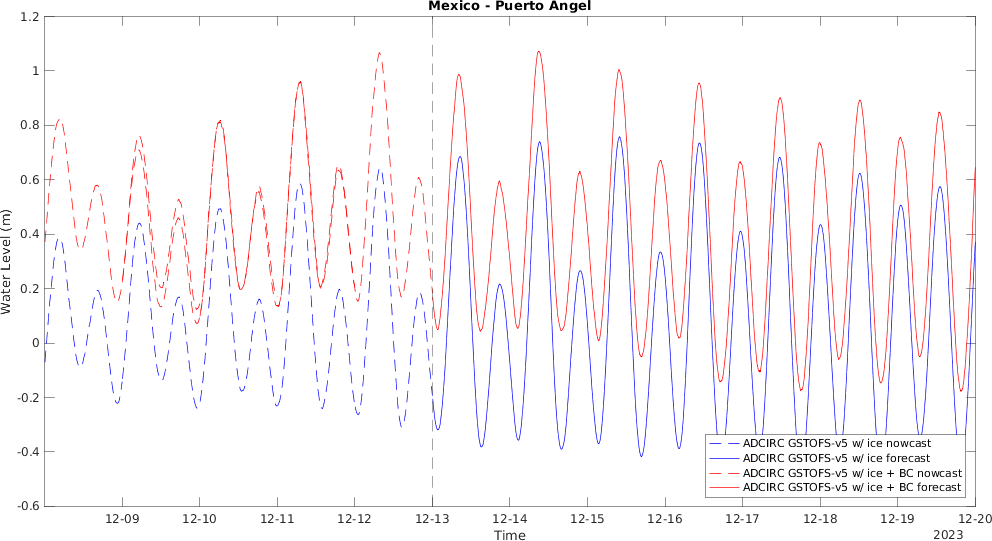 Mexico - Puerto Angel
Water Level (m)
1.2
1
0.8
0.6
0.4
0.2
0
-0.2
-0.4
-0.6
ADCIRC GSTOFS-v5 w/ ice nowcast
ADCIRC GSTOFS-v5 w/ ice forecast
ADCIRC GSTOFS-v5 w/ ice + BC nowcast
ADCIRC GSTOFS-v5 w/ ice + BC forecast
12-09 12-10 12-11 12-12 12-13 12-14 12-15 12-16 12-17 12-18 12-19 12-20
Time
2023